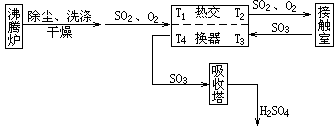 沸腾炉
除尘、洗涤
干燥
SO₂、O₂
T₁ 热交 T₂
T₄ 换器 T₃
SO₂、O₂
SO₃
接触室
SO₃
吸收塔
H₂SO₄